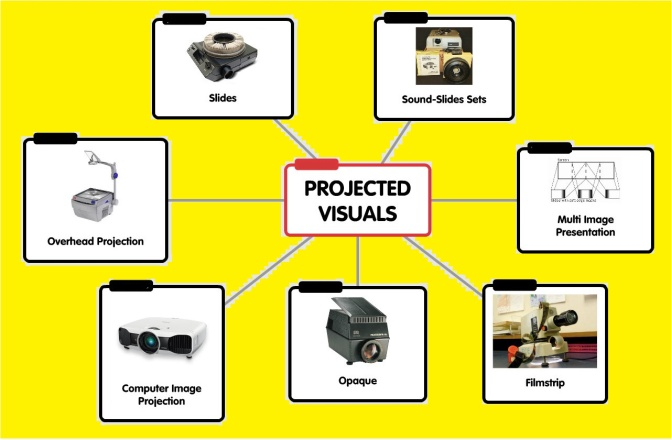 Slides
Sound-Slides Sets
PROJECTED
VISUALS
Overhead Projection
Multi Image
Presentation
Computer Image
Projection
Opaque
Filmstrip